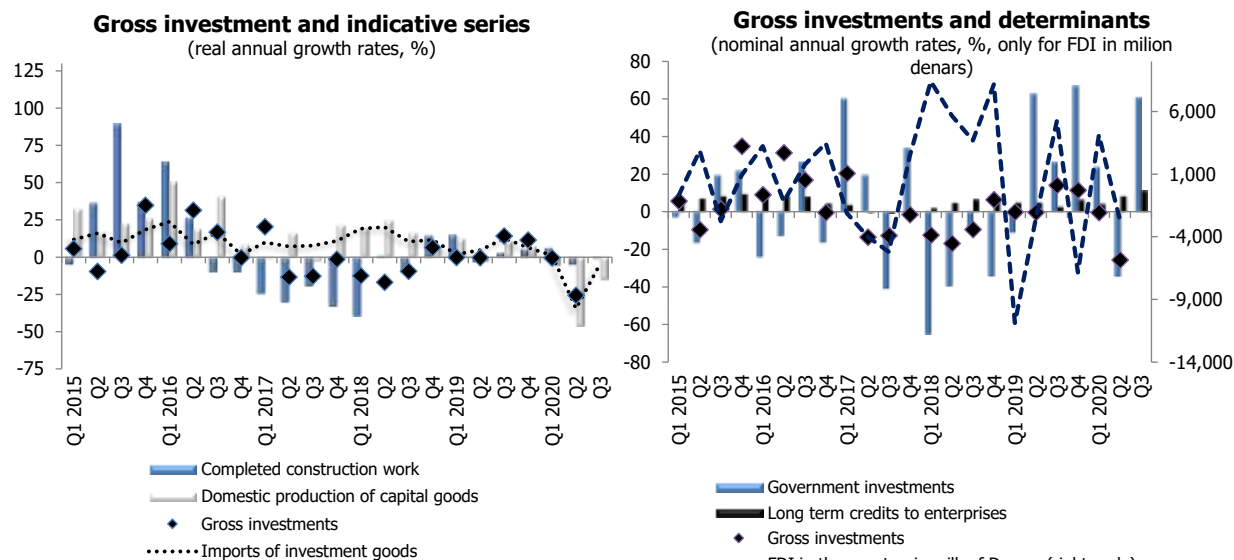 Gross investment and indicative series
(real annual growth rates, %)
125
100
75
50
25
0
-25
-50
-75
Q1 2015
Q2
Q3
Q4
Q1 2016
Q2
Q3
Q4
Q1 2017
Q2
Q3
Q4
Q1 2018
Q2
Q3
Q4
Q1 2019
Q2
Q3
Q4
Q1 2020
Q2
Q3
Completed construction work
Domestic production of capital goods
Gross investments
Imports of investment goods
Gross investments and determinants
(nominal annual growth rates, %, only for FDI in milion
denars)
80
60
40
20
0
-20
-40
-60
-80
6,000
1,000
-4,000
-9,000
-14,000
Q1 2015
Q2
Q3
Q4
Q1 2016
Q2
Q3
Q4
Q1 2017
Q2
Q3
Q4
Q1 2018
Q2
Q3
Q4
Q1 2019
Q2
Q3
Q4
Q1 2020
Q2
Q3
Government investments
Long term credits to enterprises
Gross investments